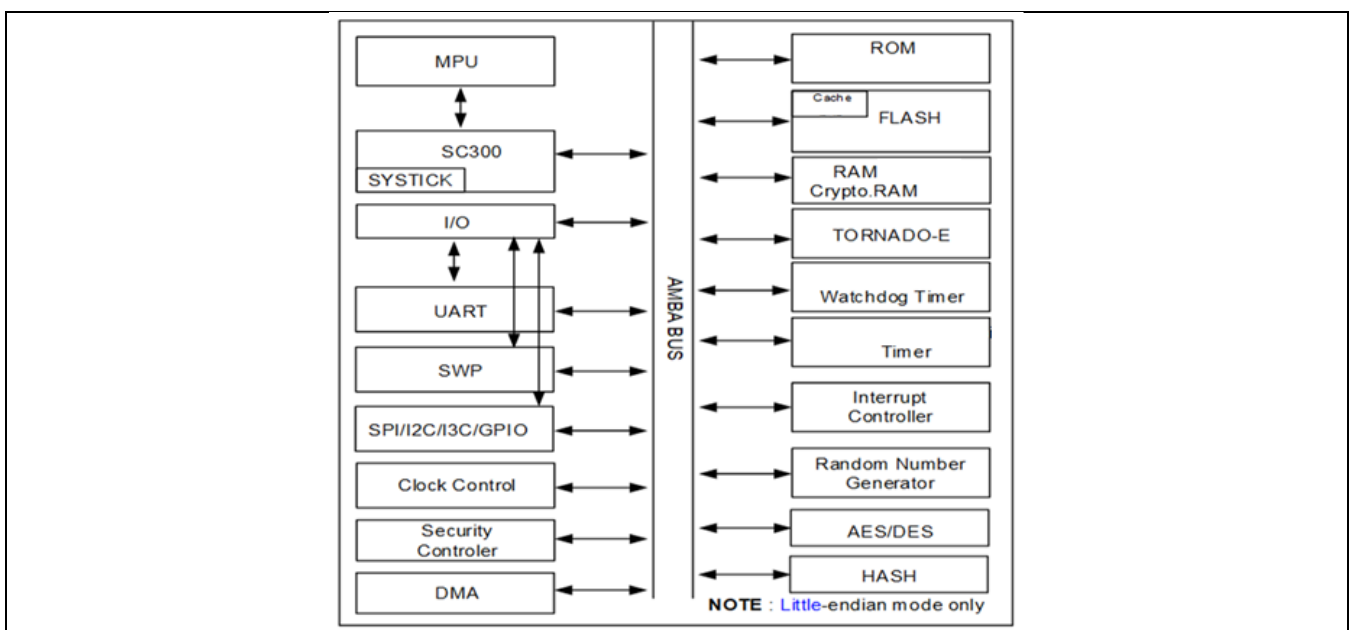 MPU
SC300
SYSTICK
I/O
UART
SWP
SPI/I2C/I3C/GPIO
Clock Control
Security
Controler
DMA
AMBA BUS
ROM
Cache
FLASH
RAM
Crypto.RAM
TORNADO-E
Watchdog Timer
Timer
Interrupt
Controller
Random Number
Generator
AES/DES
HASH
NOTE : Little-endian mode only